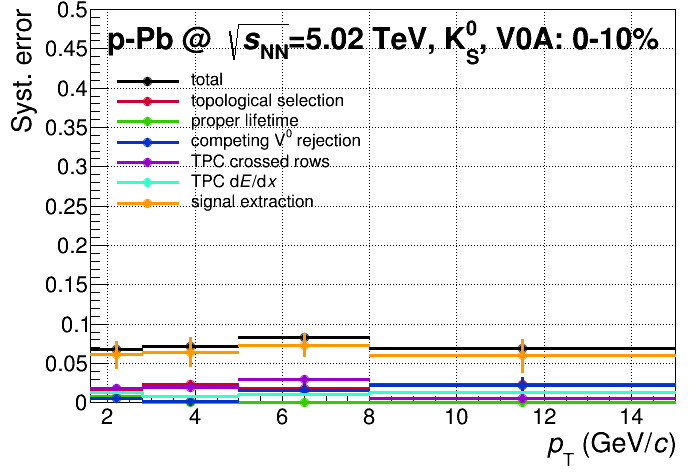 p-Pb @ √sNN=5.02 TeV, K0S, V0A: 0-10%
Syst. error
total
topological selection
proper lifetime
competing V0 rejection
TPC crossed rows
TPC dE/dx
signal extraction
0.5
0.45
0.4
0.35
0.3
0.25
0.2
0.15
0.1
0.05
0
2 4 6 8 10 12 14
pT (GeV/c)